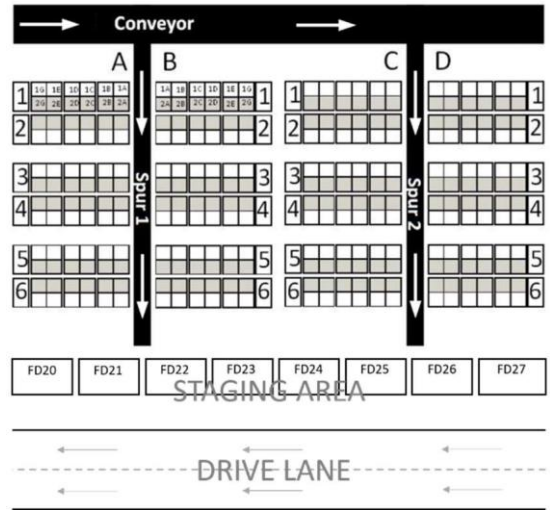 Conveyor
A B C D
1 1G 1E 1D 1C 1B 1A 1A 1B 1C 1D 1E 1G 1 1 1
2G 2E 2D 2C 2B 2A 2A 2B 2C 2D 2E 2G
2 2 2 2
3 3 3 3
Spur 1 Spur 2
4 4 4 4
5 5 5 5
6 6 6 6
FD20 FD21 FD22 FD23 FD24 FD25 FD26 FD27
STAGING AREA
DRIVE LANE